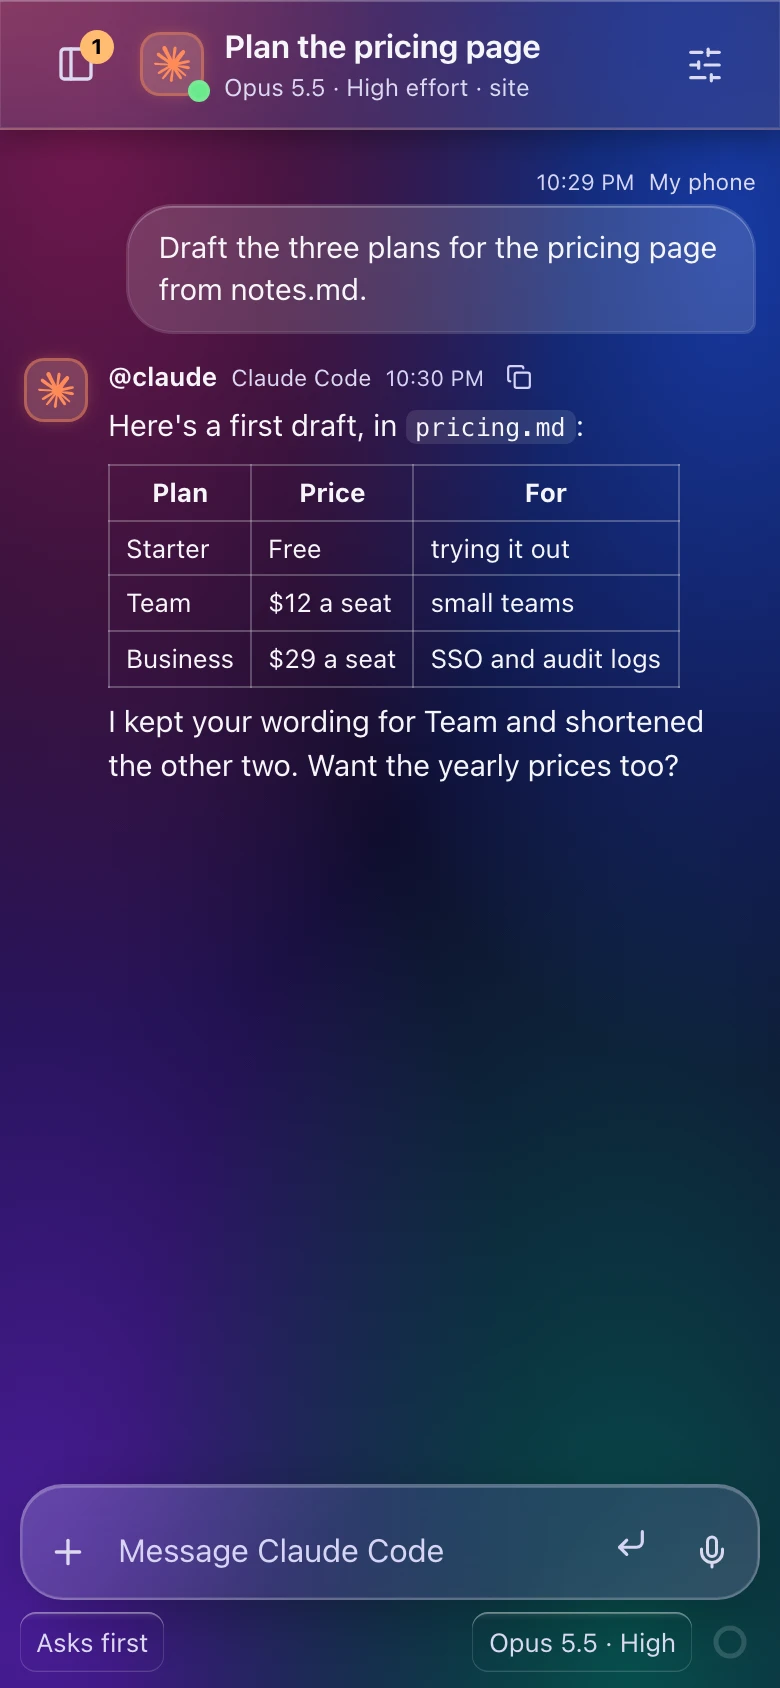 1
Plan the pricing page
Opus 5.5 · High effort · site
10:29 PM My phone
Draft the three plans for the pricing page
from notes.md.
@claude Claude Code 10:30 PM
Here's a first draft, in pricing.md:
Plan Price For
Starter Free trying it out
Team $12 a seat small teams
Business $29 a seat SSO and audit logs
I kept your wording for Team and shortened
the other two. Want the yearly prices too?
Message Claude Code
Asks first Opus 5.5 · High